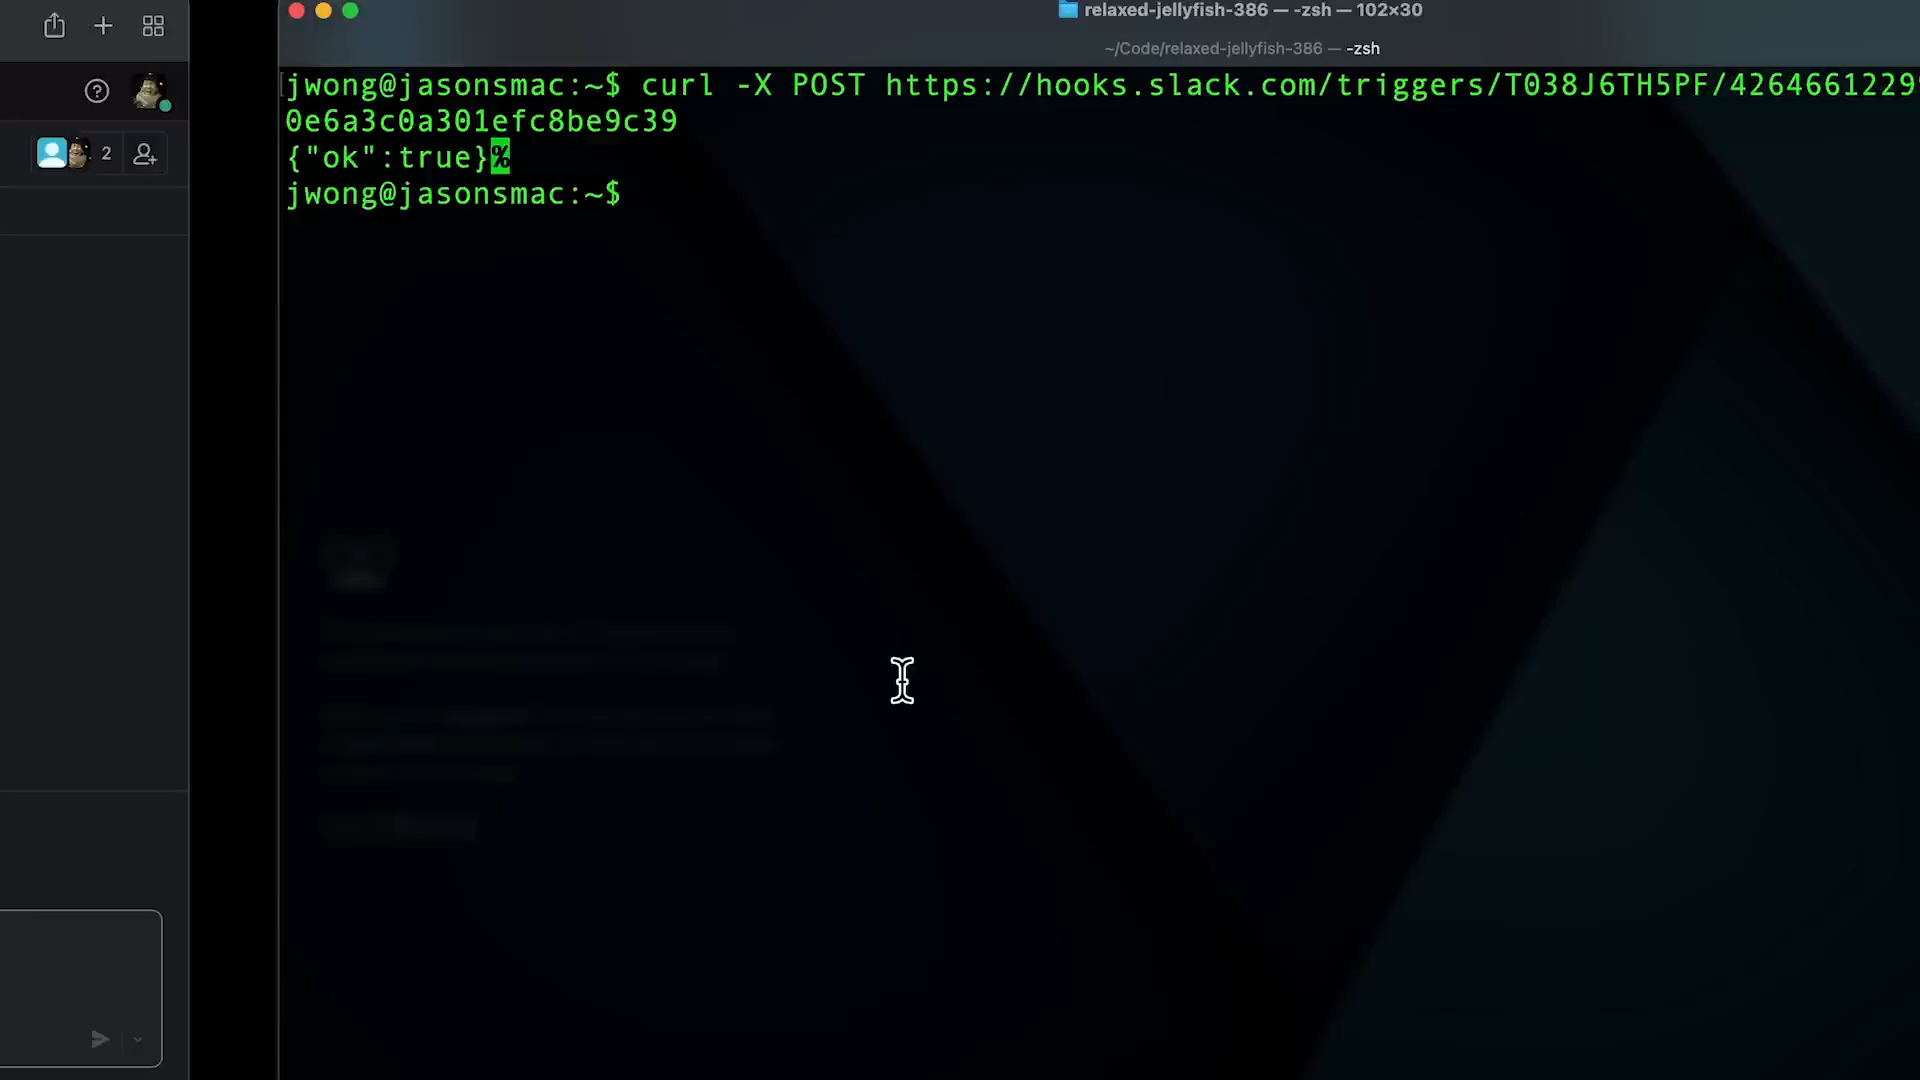 relaxed-jellyfish-386 — -zsh — 102×30
~/Code/relaxed-jellyfish-386 — -zsh
2
jwong@jasonsmac:~$ curl -X POST https://hooks.slack.com/triggers/T038J6TH5PF/4264661229
0e6a3c0a301efc8be9c39
{"ok":true}%
jwong@jasonsmac:~$